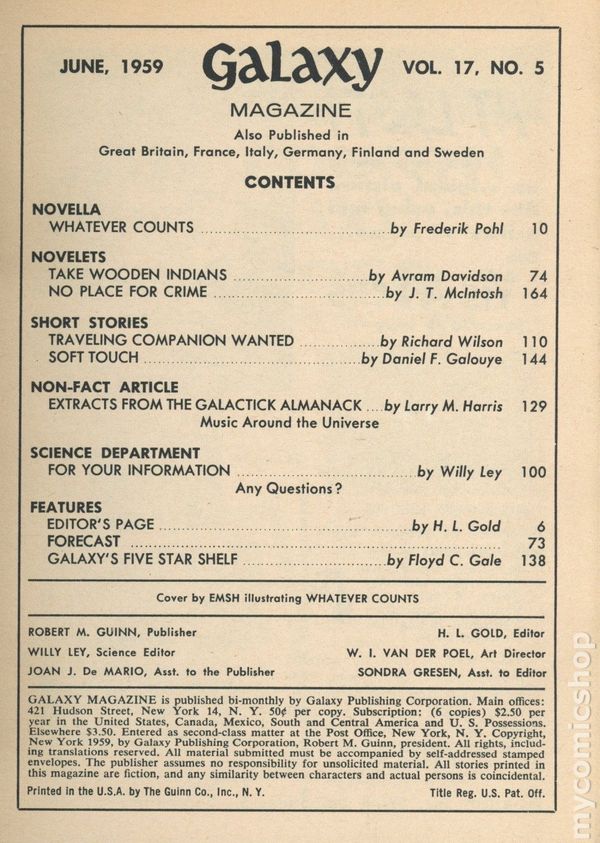 JUNE, 1959 Galaxy VOL. 17, NO. 5
MAGAZINE
Also Published in
Great Britain, France, Italy, Germany, Finland and Sweden
CONTENTS
NOVELLA
WHATEVER COUNTS ........................ by Frederik Pohl 10
NOVELETS
TAKE WOODEN INDIANS .................. by Avram Davidson 74
NO PLACE FOR CRIME ........................ by J. T. McIntosh 164
SHORT STORIES
TRAVELING COMPANION WANTED ........... by Richard Wilson 110
SOFT TOUCH ............................. by Daniel F. Galouye 144
NON-FACT ARTICLE
EXTRACTS FROM THE GALACTICK ALMANACK .... by Larry M. Harris 129
Music Around the Universe
SCIENCE DEPARTMENT
FOR YOUR INFORMATION ........................ by Willy Ley 100
Any Questions?
FEATURES
EDITOR'S PAGE ................................. by H. L. Gold 6
FORECAST .................................................. 73
GALAXY'S FIVE STAR SHELF .................... by Floyd C. Gale 138
Cover by EMSH illustrating WHATEVER COUNTS
ROBERT M. GUINN, Publisher H. L. GOLD, Editor
WILLY LEY, Science Editor W. I. VAN DER POEL, Art Director
JOAN J. De MARIO, Asst. to the Publisher SONDRA GRESEN, Asst. to Editor
GALAXY MAGAZINE is published bi-monthly by Galaxy Publishing Corporation. Main offices:
421 Hudson Street, New York 14, N. Y. 50¢ per copy. Subscription: (6 copies) $2.50 per
year in the United States, Canada, Mexico, South and Central America and U. S. Possessions.
Elsewhere $3.50. Entered as second-class matter at the Post Office, New York, N. Y. Copyright,
New York 1959, by Galaxy Publishing Corporation, Robert M. Guinn, president. All rights, includ-
ing translations reserved. All material submitted must be accompanied by self-addressed stamped
envelopes. The publisher assumes no responsibility for unsolicited material. All stories printed in
this magazine are fiction, and any similarity between characters and actual persons is coincidental.
Printed in the U.S.A. by The Guinn Co., Inc., N. Y. Title Reg. U.S. Pat. Off.
mycomicshop